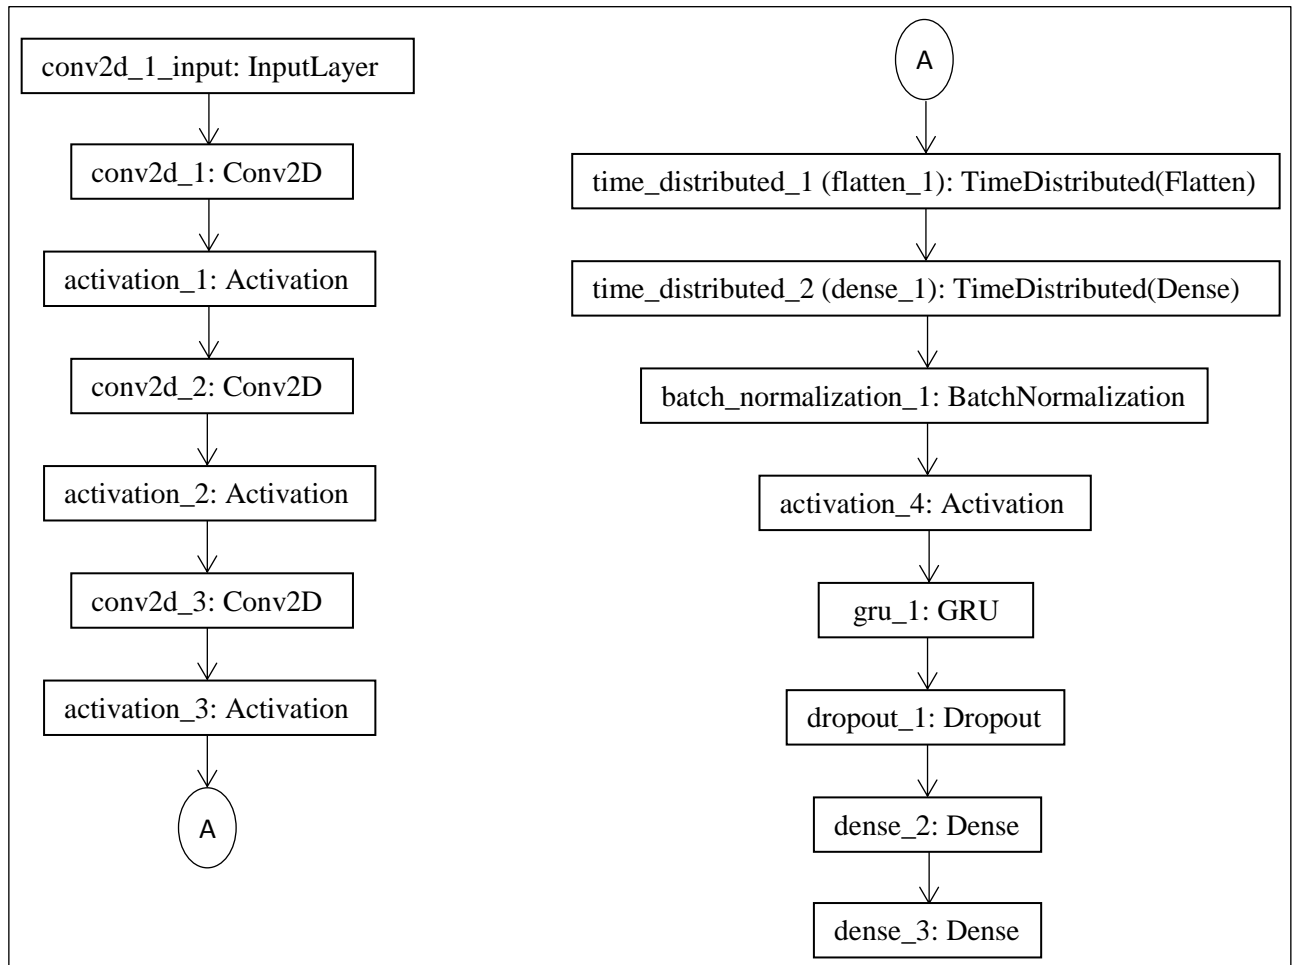 conv2d_1_input: InputLayer
conv2d_1: Conv2D
activation_1: Activation
conv2d_2: Conv2D
activation_2: Activation
conv2d_3: Conv2D
activation_3: Activation
A
A
time_distributed_1 (flatten_1): TimeDistributed(Flatten)
time_distributed_2 (dense_1): TimeDistributed(Dense)
batch_normalization_1: BatchNormalization
activation_4: Activation
gru_1: GRU
dropout_1: Dropout
dense_2: Dense
dense_3: Dense